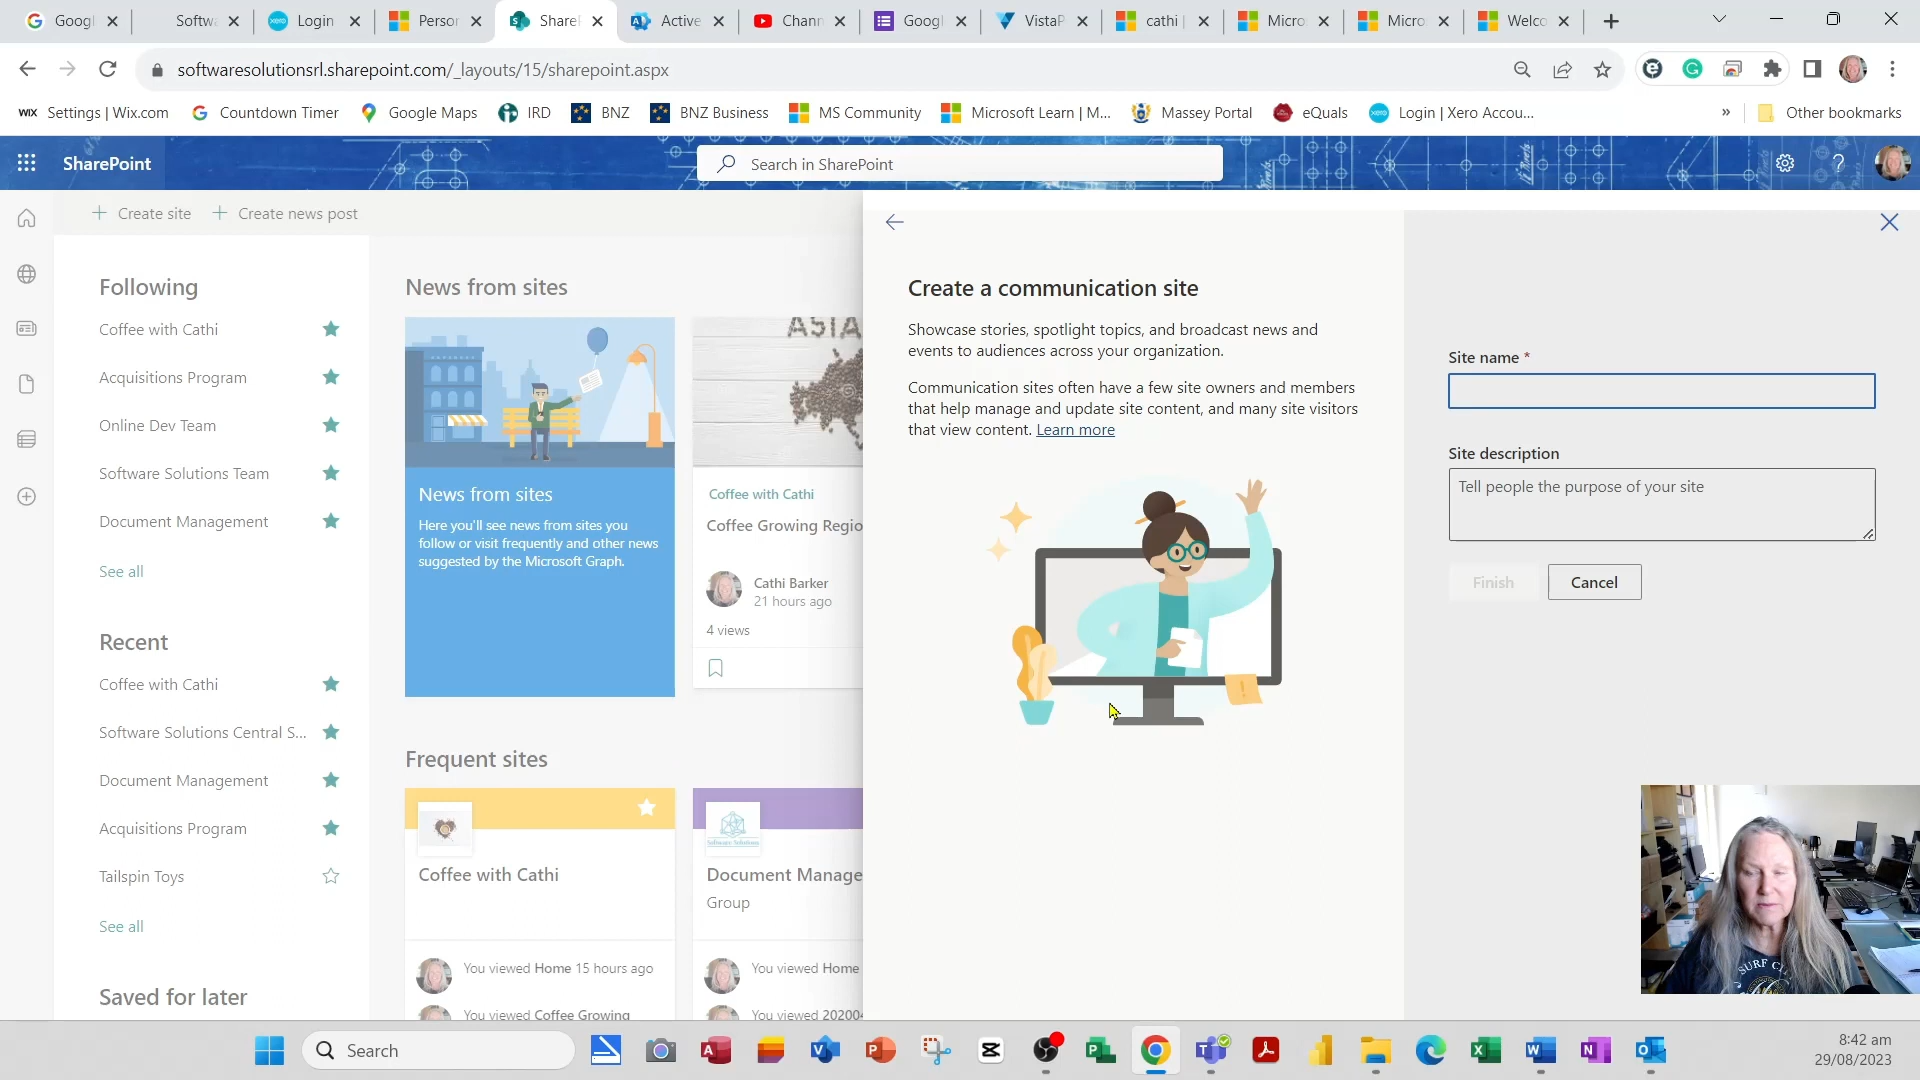 Googl
Softw
Login
Person
ShareP
Active
Chann
Googl
VistaP
cathi |
Micro
Micro
Welco
softwaresolutionsrl.sharepoint.com/_layouts/15/sharepoint.aspx
WIX Settings | Wix.com
Countdown Timer
Google Maps
IRD
BNZ
BNZ Business
MS Community
Microsoft Learn | M...
Massey Portal
eQuals
xero Login | Xero Accou...
»
Other bookmarks
SharePoint
Search in SharePoint
?
+ Create site
+ Create news post
Following
Coffee with Cathi
Acquisitions Program
Online Dev Team
Software Solutions Team
Document Management
See all
Recent
Coffee with Cathi
Software Solutions Central S...
Document Management
Acquisitions Program
Tailspin Toys
See all
Saved for later
News from sites
News from sites
Here you'll see news from sites you
follow or visit frequently and other news
suggested by the Microsoft Graph.
ASIA
Coffee with Cathi
Coffee Growing Regio
Cathi Barker
21 hours ago
4 views
Frequent sites
Coffee with Cathi
You viewed Home 15 hours ago
You viewed Coffee Growing
Software Solutions
Document Manage
Group
You viewed Home
You viewed 202004
Create a communication site
Showcase stories, spotlight topics, and broadcast news and
events to audiences across your organization.
Communication sites often have a few site owners and members
that help manage and update site content, and many site visitors
that view content. Learn more
Site name *
Site description
Tell people the purpose of your site
Finish
Cancel
SURF
Search
8:42 am
29/08/2023